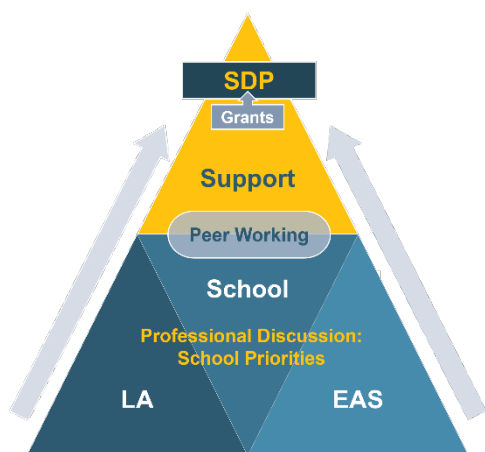 SDP
Grants
Support
Peer Working
School
Professional Discussion:
School Priorities
LA
EAS